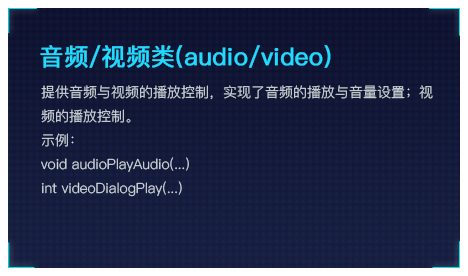 音频/视频类(audio/video)
提供音频与视频的播放控制，实现了音频的播放与音量设置；视
频的播放控制。
示例：
void audioPlayAudio(...)
int videoDialogPlay(...)